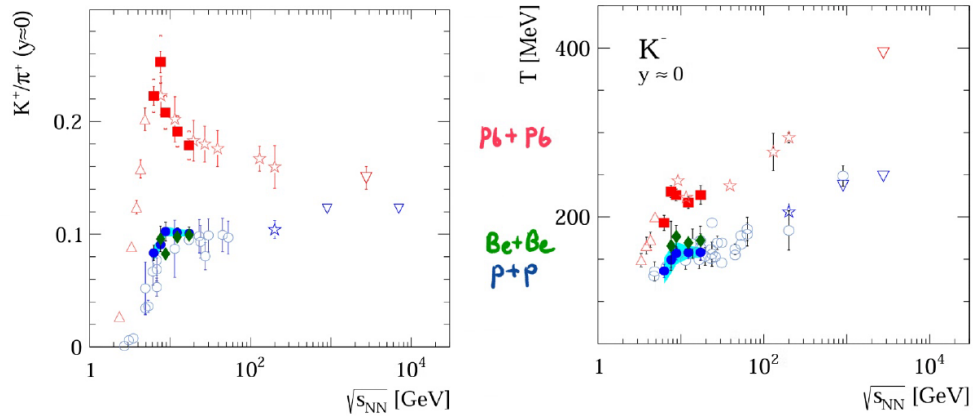 K⁺/π⁺ (y≈0)
0.2
0.1
0
1
10²
10⁴
√sNN [GeV]
Pb+Pb
Be+Be
p+p
T [MeV]
K⁻
y ≈ 0
400
200
1
10²
10⁴
√sNN [GeV]